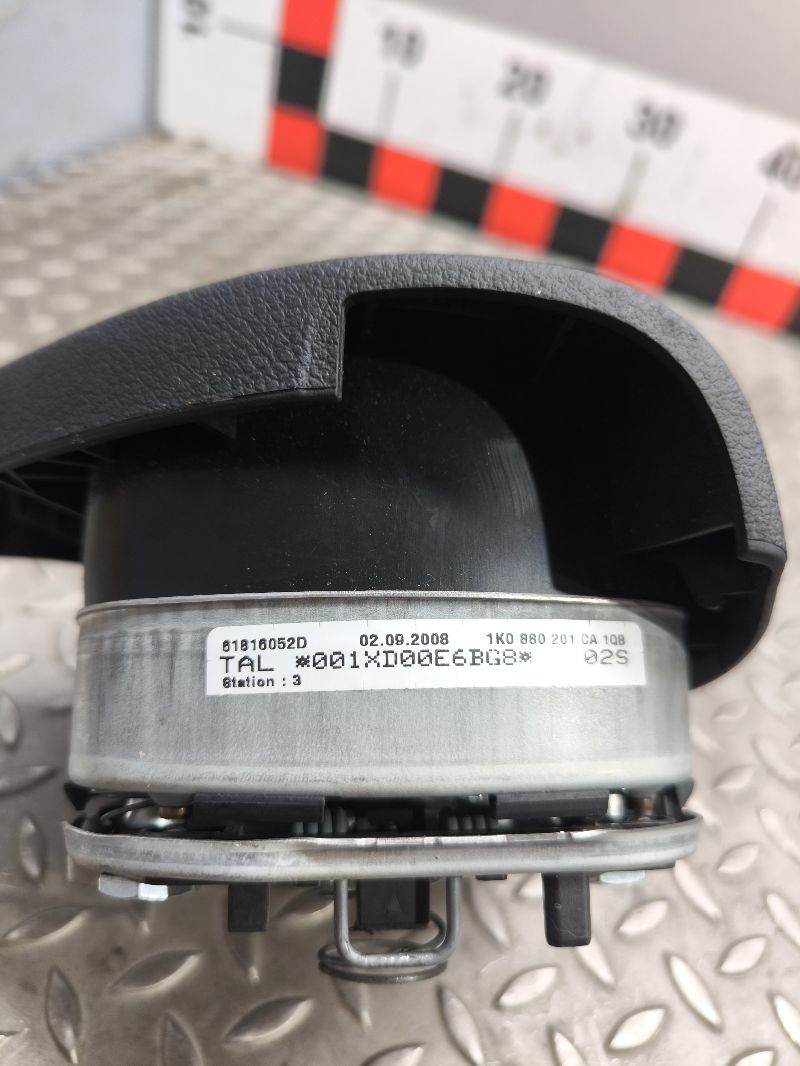 10 20 30 40
61816052D 02.09.2008 1K0 880 201 CA 1QB
TAL *001XD00E6BG8* 02S
Station : 3